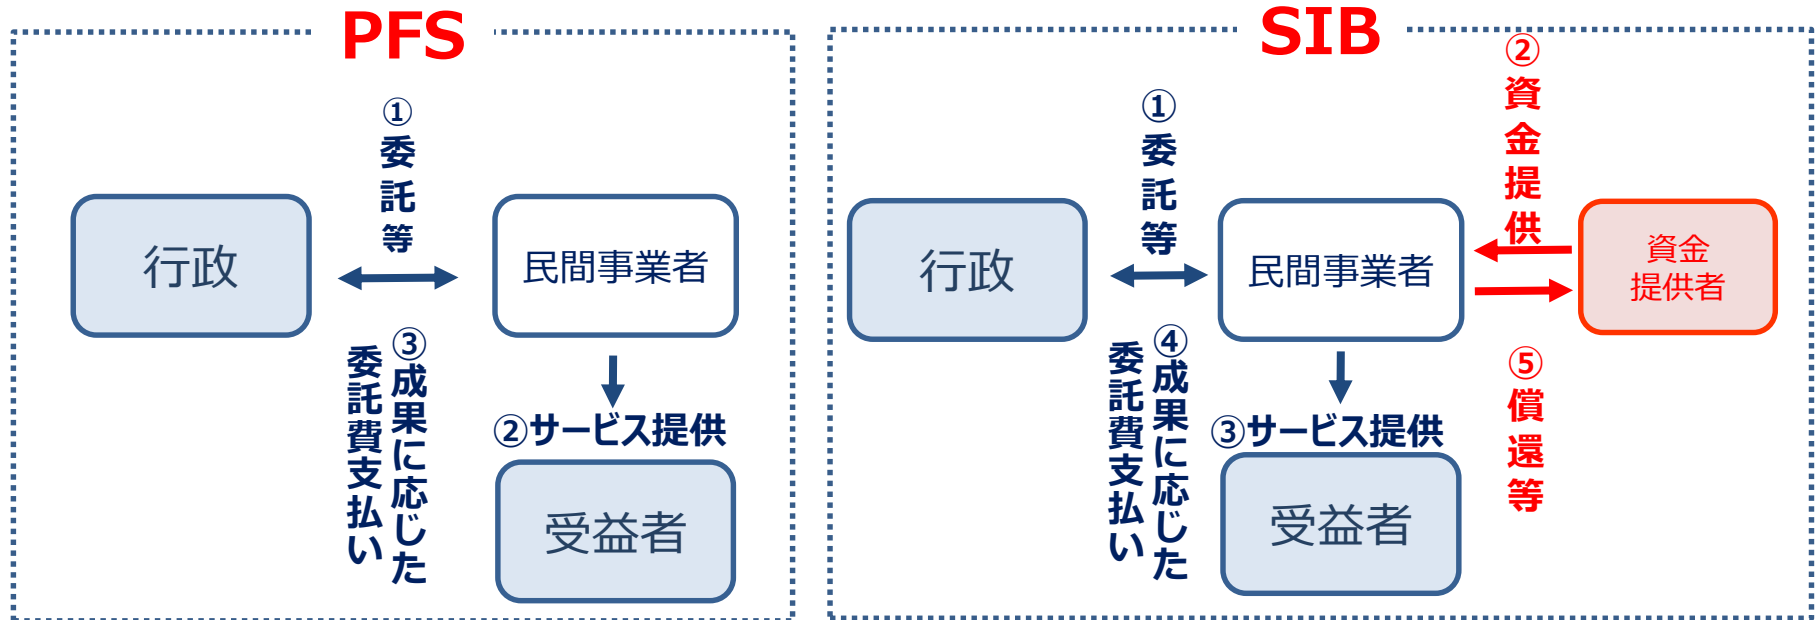 PFS
①委託等
行政
民間事業者
③成果に応じた
委託費支払い
②サービス提供
受益者
SIB
①委託等
②資金提供
行政
民間事業者
資金
提供者
④成果に応じた
委託費支払い
③サービス提供
⑤償還等
受益者